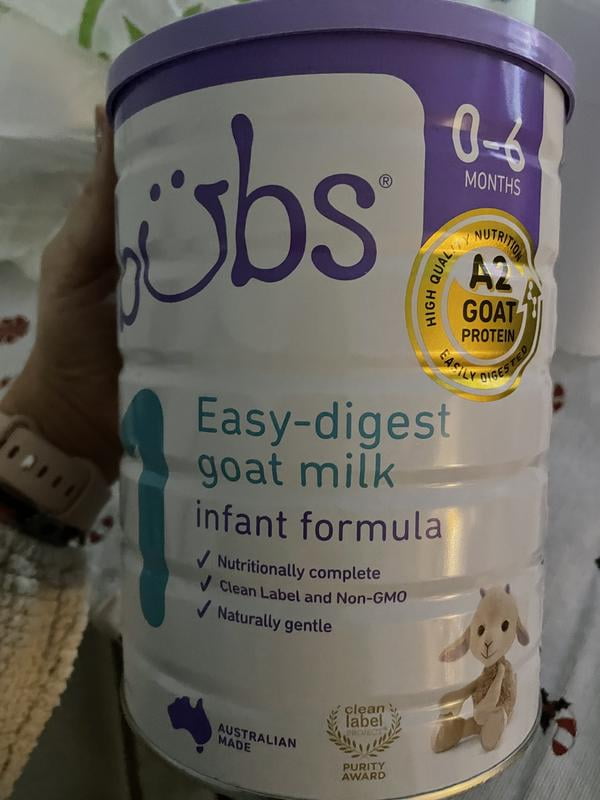 bubs®
0-6
MONTHS
HIGH QUALITY NUTRITION
A2
GOAT
PROTEIN
EASILY DIGESTED
1
Easy-digest
goat milk
infant formula
✓ Nutritionally complete
✓ Clean Label and Non-GMO
✓ Naturally gentle
AUSTRALIAN
MADE
clean
label
PROJECT
PURITY
AWARD